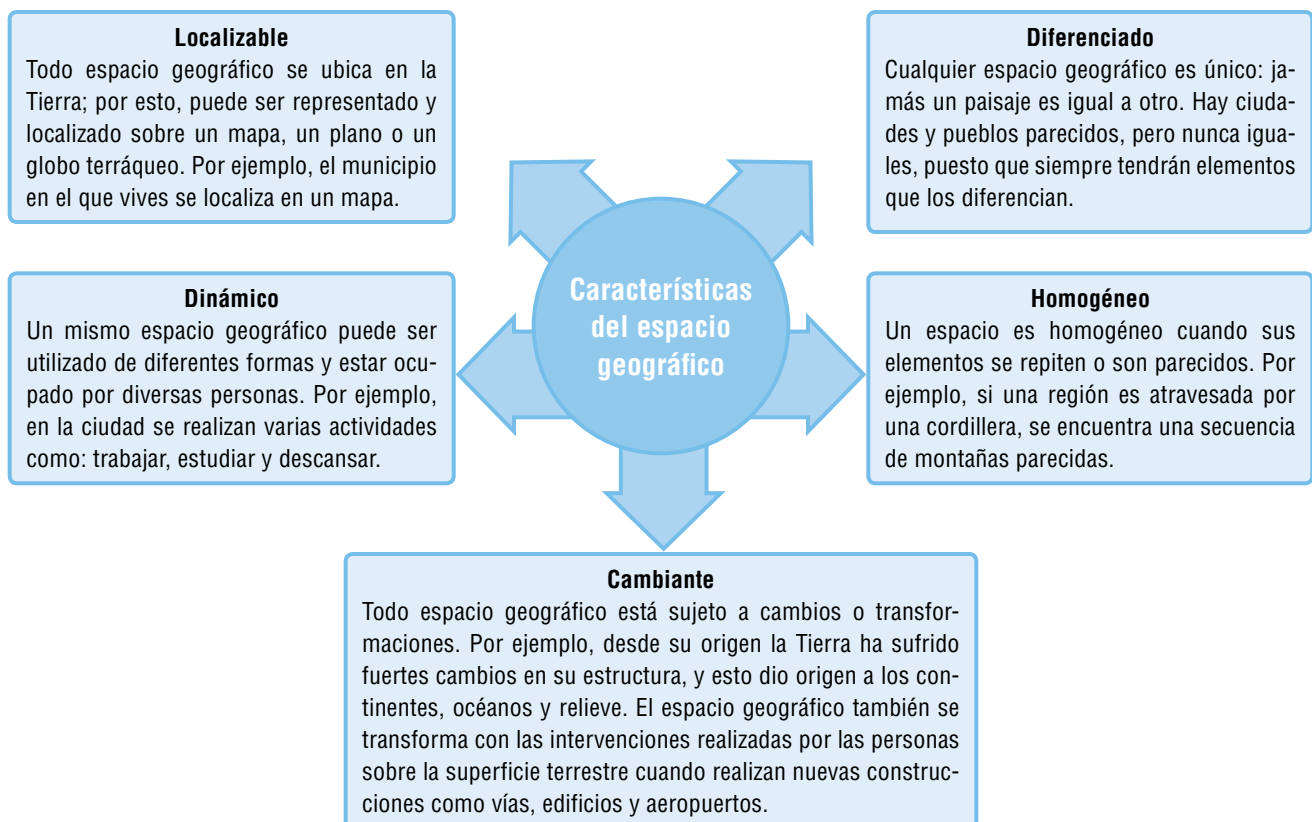 Localizable
Todo espacio geográfico se ubica en la
Tierra; por esto, puede ser representado y
localizado sobre un mapa, un plano o un
globo terráqueo. Por ejemplo, el municipio
en el que vives se localiza en un mapa.
Diferenciado
Cualquier espacio geográfico es único: ja-
más un paisaje es igual a otro. Hay ciuda-
des y pueblos parecidos, pero nunca igua-
les, puesto que siempre tendrán elementos
que los diferencian.
Características
del espacio
geográfico
Dinámico
Un mismo espacio geográfico puede ser
utilizado de diferentes formas y estar ocu-
pado por diversas personas. Por ejemplo,
en la ciudad se realizan varias actividades
como: trabajar, estudiar y descansar.
Homogéneo
Un espacio es homogéneo cuando sus
elementos se repiten o son parecidos. Por
ejemplo, si una región es atravesada por
una cordillera, se encuentra una secuencia
de montañas parecidas.
Cambiante
Todo espacio geográfico está sujeto a cambios o transfor-
maciones. Por ejemplo, desde su origen la Tierra ha sufrido
fuertes cambios en su estructura, y esto dio origen a los con-
tinentes, océanos y relieve. El espacio geográfico también se
transforma con las intervenciones realizadas por las personas
sobre la superficie terrestre cuando realizan nuevas construc-
ciones como vías, edificios y aeropuertos.